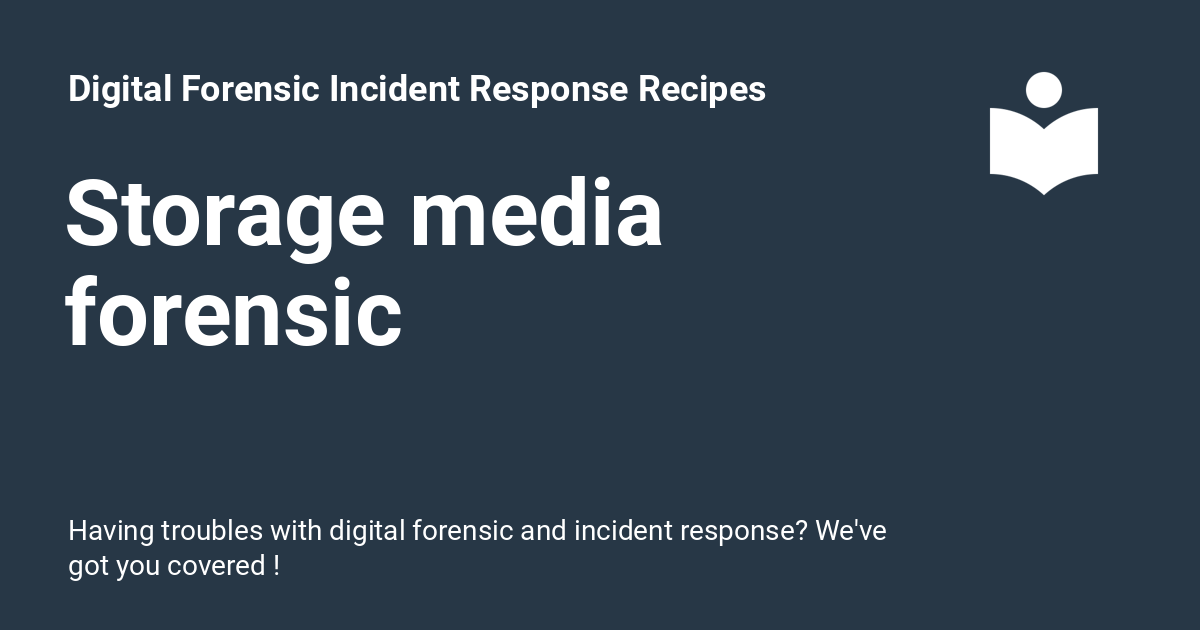 Digital Forensic Incident Response Recipes
Storage media
forensic
Having troubles with digital forensic and incident response? We've
got you covered !